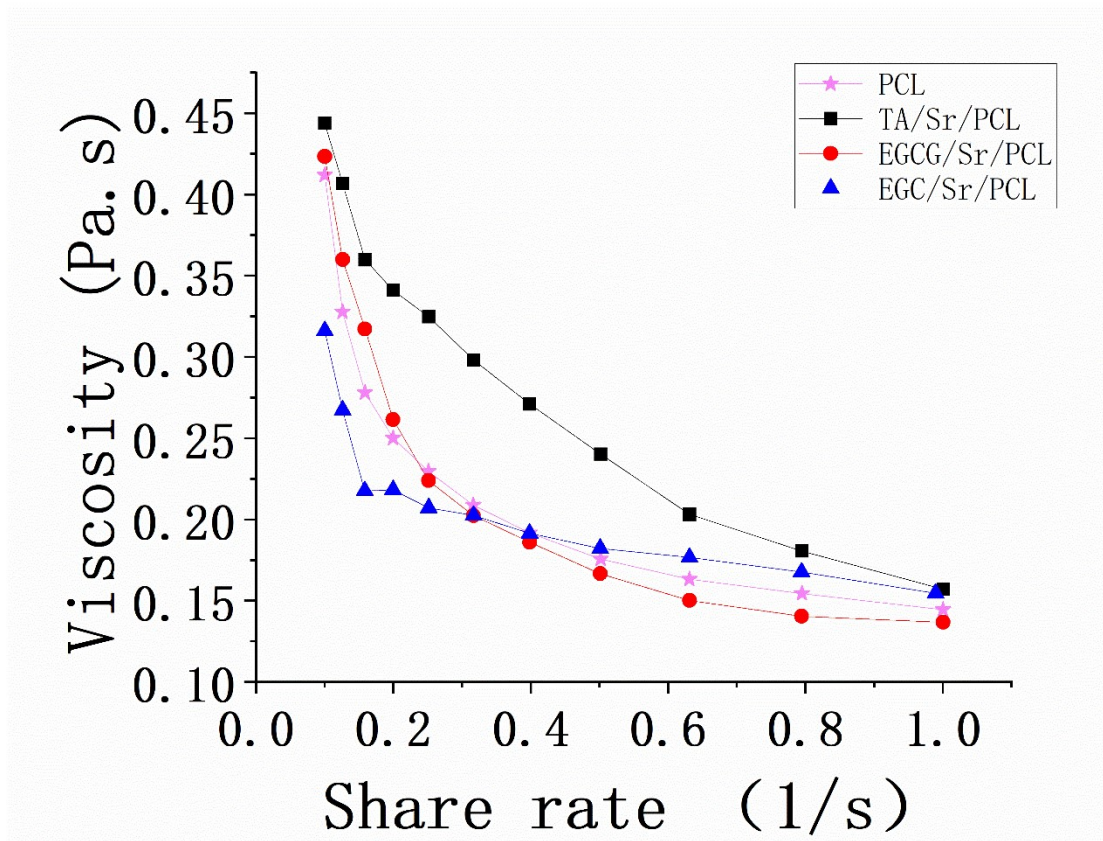 PCL
TA/Sr/PCL
EGCG/Sr/PCL
EGC/Sr/PCL
Viscosity (Pa.s)
0.45
0.40
0.35
0.30
0.25
0.20
0.15
0.10
0.0 0.2 0.4 0.6 0.8 1.0
Share rate (1/s)